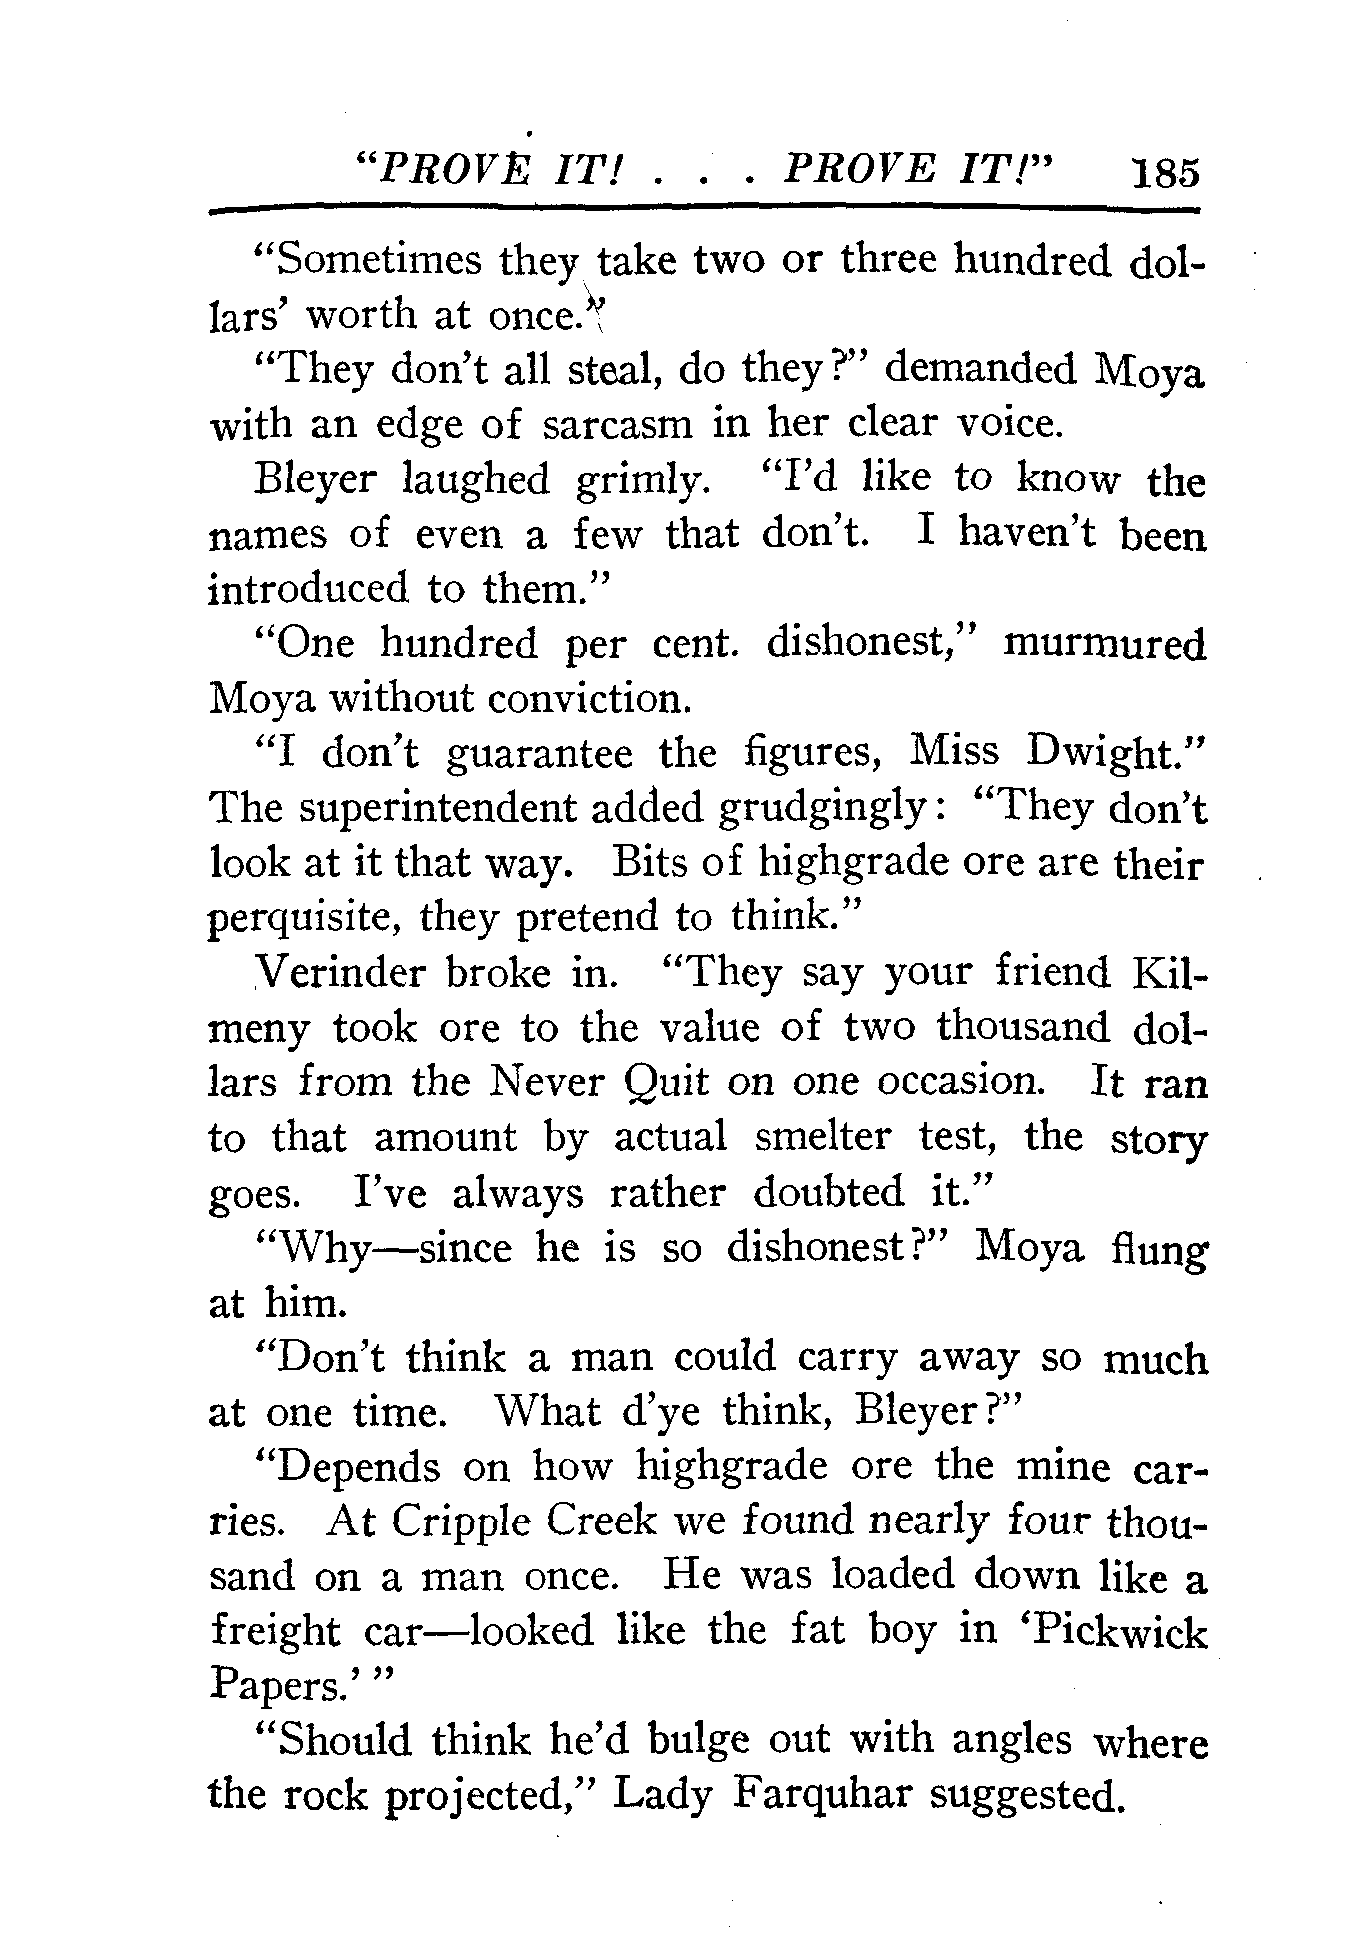 “PROVE IT! . . . PROVE IT!” 185
“Sometimes they take two or three hundred dol-
lars’ worth at once.”
“They don’t all steal, do they?” demanded Moya
with an edge of sarcasm in her clear voice.
Bleyer laughed grimly. “I’d like to know the
names of even a few that don’t. I haven’t been
introduced to them.”
“One hundred per cent. dishonest,” murmured
Moya without conviction.
“I don’t guarantee the figures, Miss Dwight.”
The superintendent added grudgingly: “They don’t
look at it that way. Bits of highgrade ore are their
perquisite, they pretend to think.”
Verinder broke in. “They say your friend Kil-
meny took ore to the value of two thousand dol-
lars from the Never Quit on one occasion. It ran
to that amount by actual smelter test, the story
goes. I’ve always rather doubted it.”
“Why—since he is so dishonest?” Moya flung
at him.
“Don’t think a man could carry away so much
at one time. What d’ye think, Bleyer?”
“Depends on how highgrade ore the mine car-
ries. At Cripple Creek we found nearly four thou-
sand on a man once. He was loaded down like a
freight car—looked like the fat boy in ‘Pickwick
Papers.’ ”
“Should think he’d bulge out with angles where
the rock projected,” Lady Farquhar suggested.